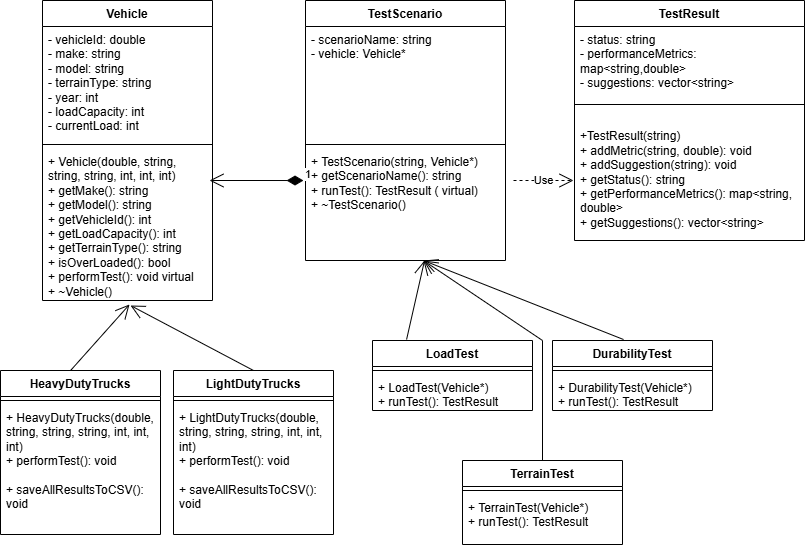 Vehicle
- vehicleId: double
- make: string
- model: string
- terrainType: string
- year: int
- loadCapacity: int
- currentLoad: int
+ Vehicle(double, string,
string, string, int, int, int)
+ getMake(): string
+ getModel(): string
+ getVehicleId(): int
+ getLoadCapacity(): int
+ getTerrainType(): string
+ isOverLoaded(): bool
+ performTest(): void virtual
+ ~Vehicle()
TestScenario
- scenarioName: string
- vehicle: Vehicle*
+ TestScenario(string, Vehicle*)
+ getScenarioName(): string
+ runTest(): TestResult ( virtual)
+ ~TestScenario()
1
Use
TestResult
- status: string
- performanceMetrics:
map<string,double>
- suggestions: vector<string>
+TestResult(string)
+ addMetric(string, double): void
+ addSuggestion(string): void
+ getStatus(): string
+ getPerformanceMetrics(): map<string,
double>
+ getSuggestions(): vector<string>
HeavyDutyTrucks
+ HeavyDutyTrucks(double,
string, string, string, int, int,
int)
+ performTest(): void
+ saveAllResultsToCSV():
void
LightDutyTrucks
+ LightDutyTrucks(double,
string, string, string, int, int,
int)
+ performTest(): void
+ saveAllResultsToCSV():
void
LoadTest
+ LoadTest(Vehicle*)
+ runTest(): TestResult
DurabilityTest
+ DurabilityTest(Vehicle*)
+ runTest(): TestResult
TerrainTest
+ TerrainTest(Vehicle*)
+ runTest(): TestResult